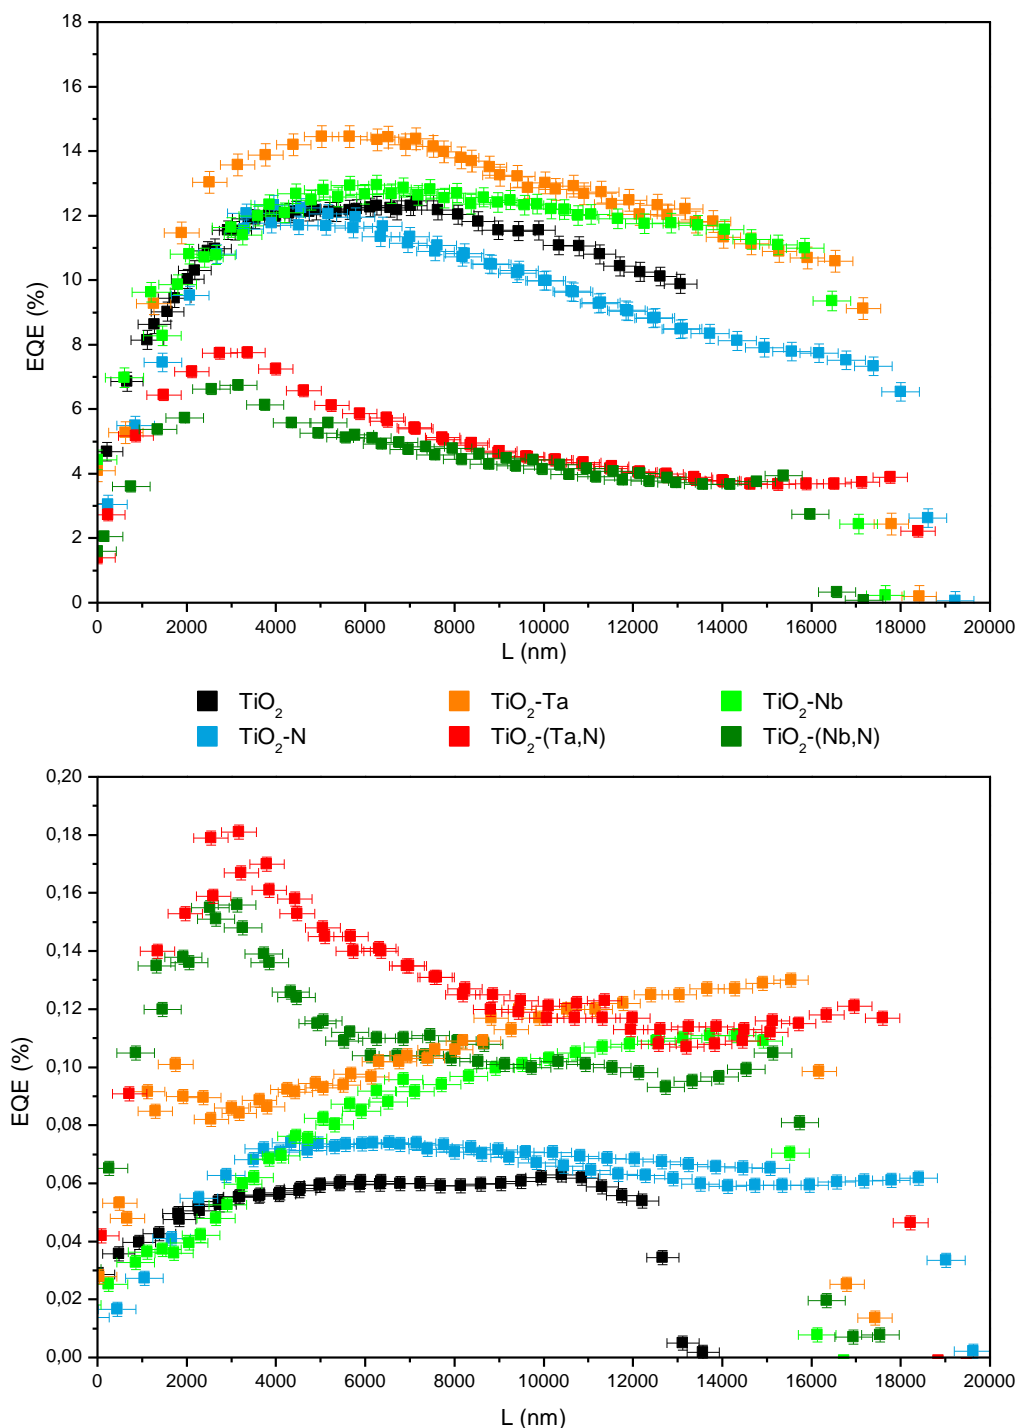 18
16
14
12
10
8
6
4
2
0
EQE (%)
0 2000 4000 6000 8000 10000 12000 14000 16000 18000 20000
L (nm)
TiO2 TiO2-Ta TiO2-Nb
TiO2-N TiO2-(Ta,N) TiO2-(Nb,N)
0,20
0,18
0,16
0,14
0,12
0,10
0,08
0,06
0,04
0,02
0,00
EQE (%)
0 2000 4000 6000 8000 10000 12000 14000 16000 18000 20000
L (nm)